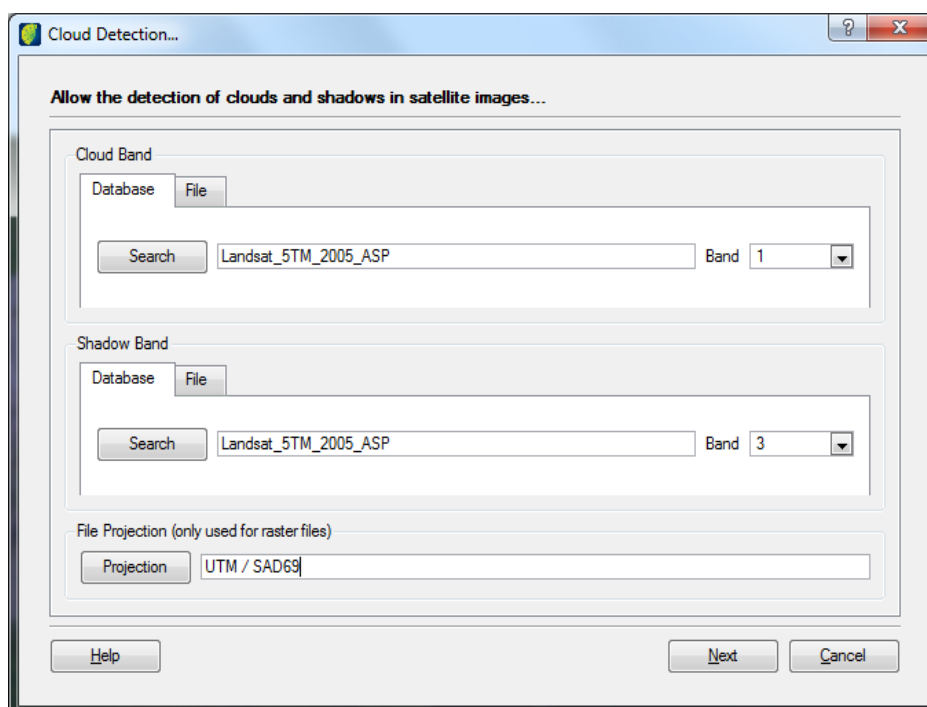 Cloud Detection...
? X
Allow the detection of clouds and shadows in satellite images...
Cloud Band
Database File
Search Landsat_5TM_2005_ASP Band 1
Shadow Band
Database File
Search Landsat_5TM_2005_ASP Band 3
File Projection (only used for raster files)
Projection UTM / SAD69
Help Next Cancel